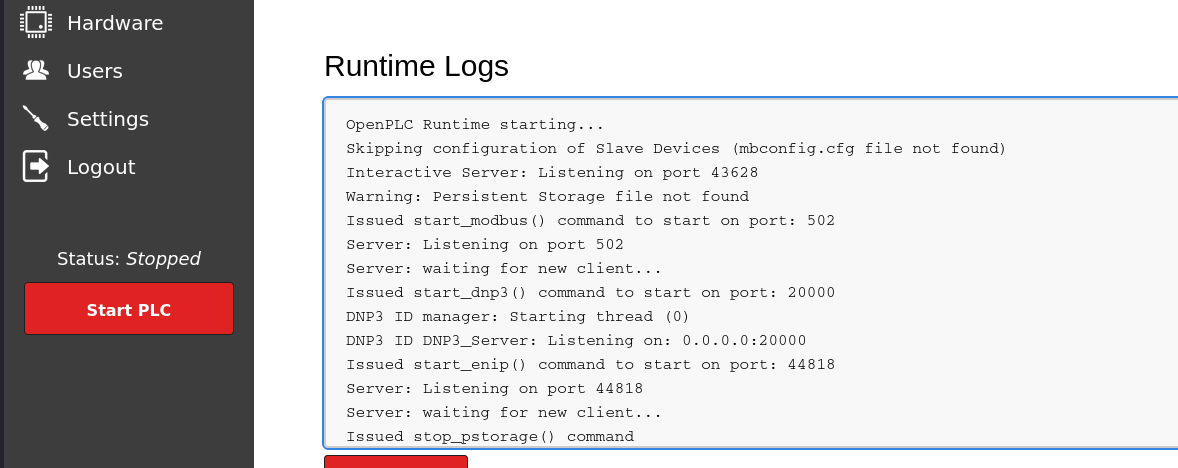 Hardware
Users
Settings
Logout
Status: Stopped
Start PLC
Runtime Logs
OpenPLC Runtime starting...
Skipping configuration of Slave Devices (mbconfig.cfg file not found)
Interactive Server: Listening on port 43628
Warning: Persistent Storage file not found
Issued start_modbus() command to start on port: 502
Server: Listening on port 502
Server: waiting for new client...
Issued start_dnp3() command to start on port: 20000
DNP3 ID manager: Starting thread (0)
DNP3 ID DNP3_Server: Listening on: 0.0.0.0:20000
Issued start_enip() command to start on port: 44818
Server: Listening on port 44818
Server: waiting for new client...
Issued stop_pstorage() command